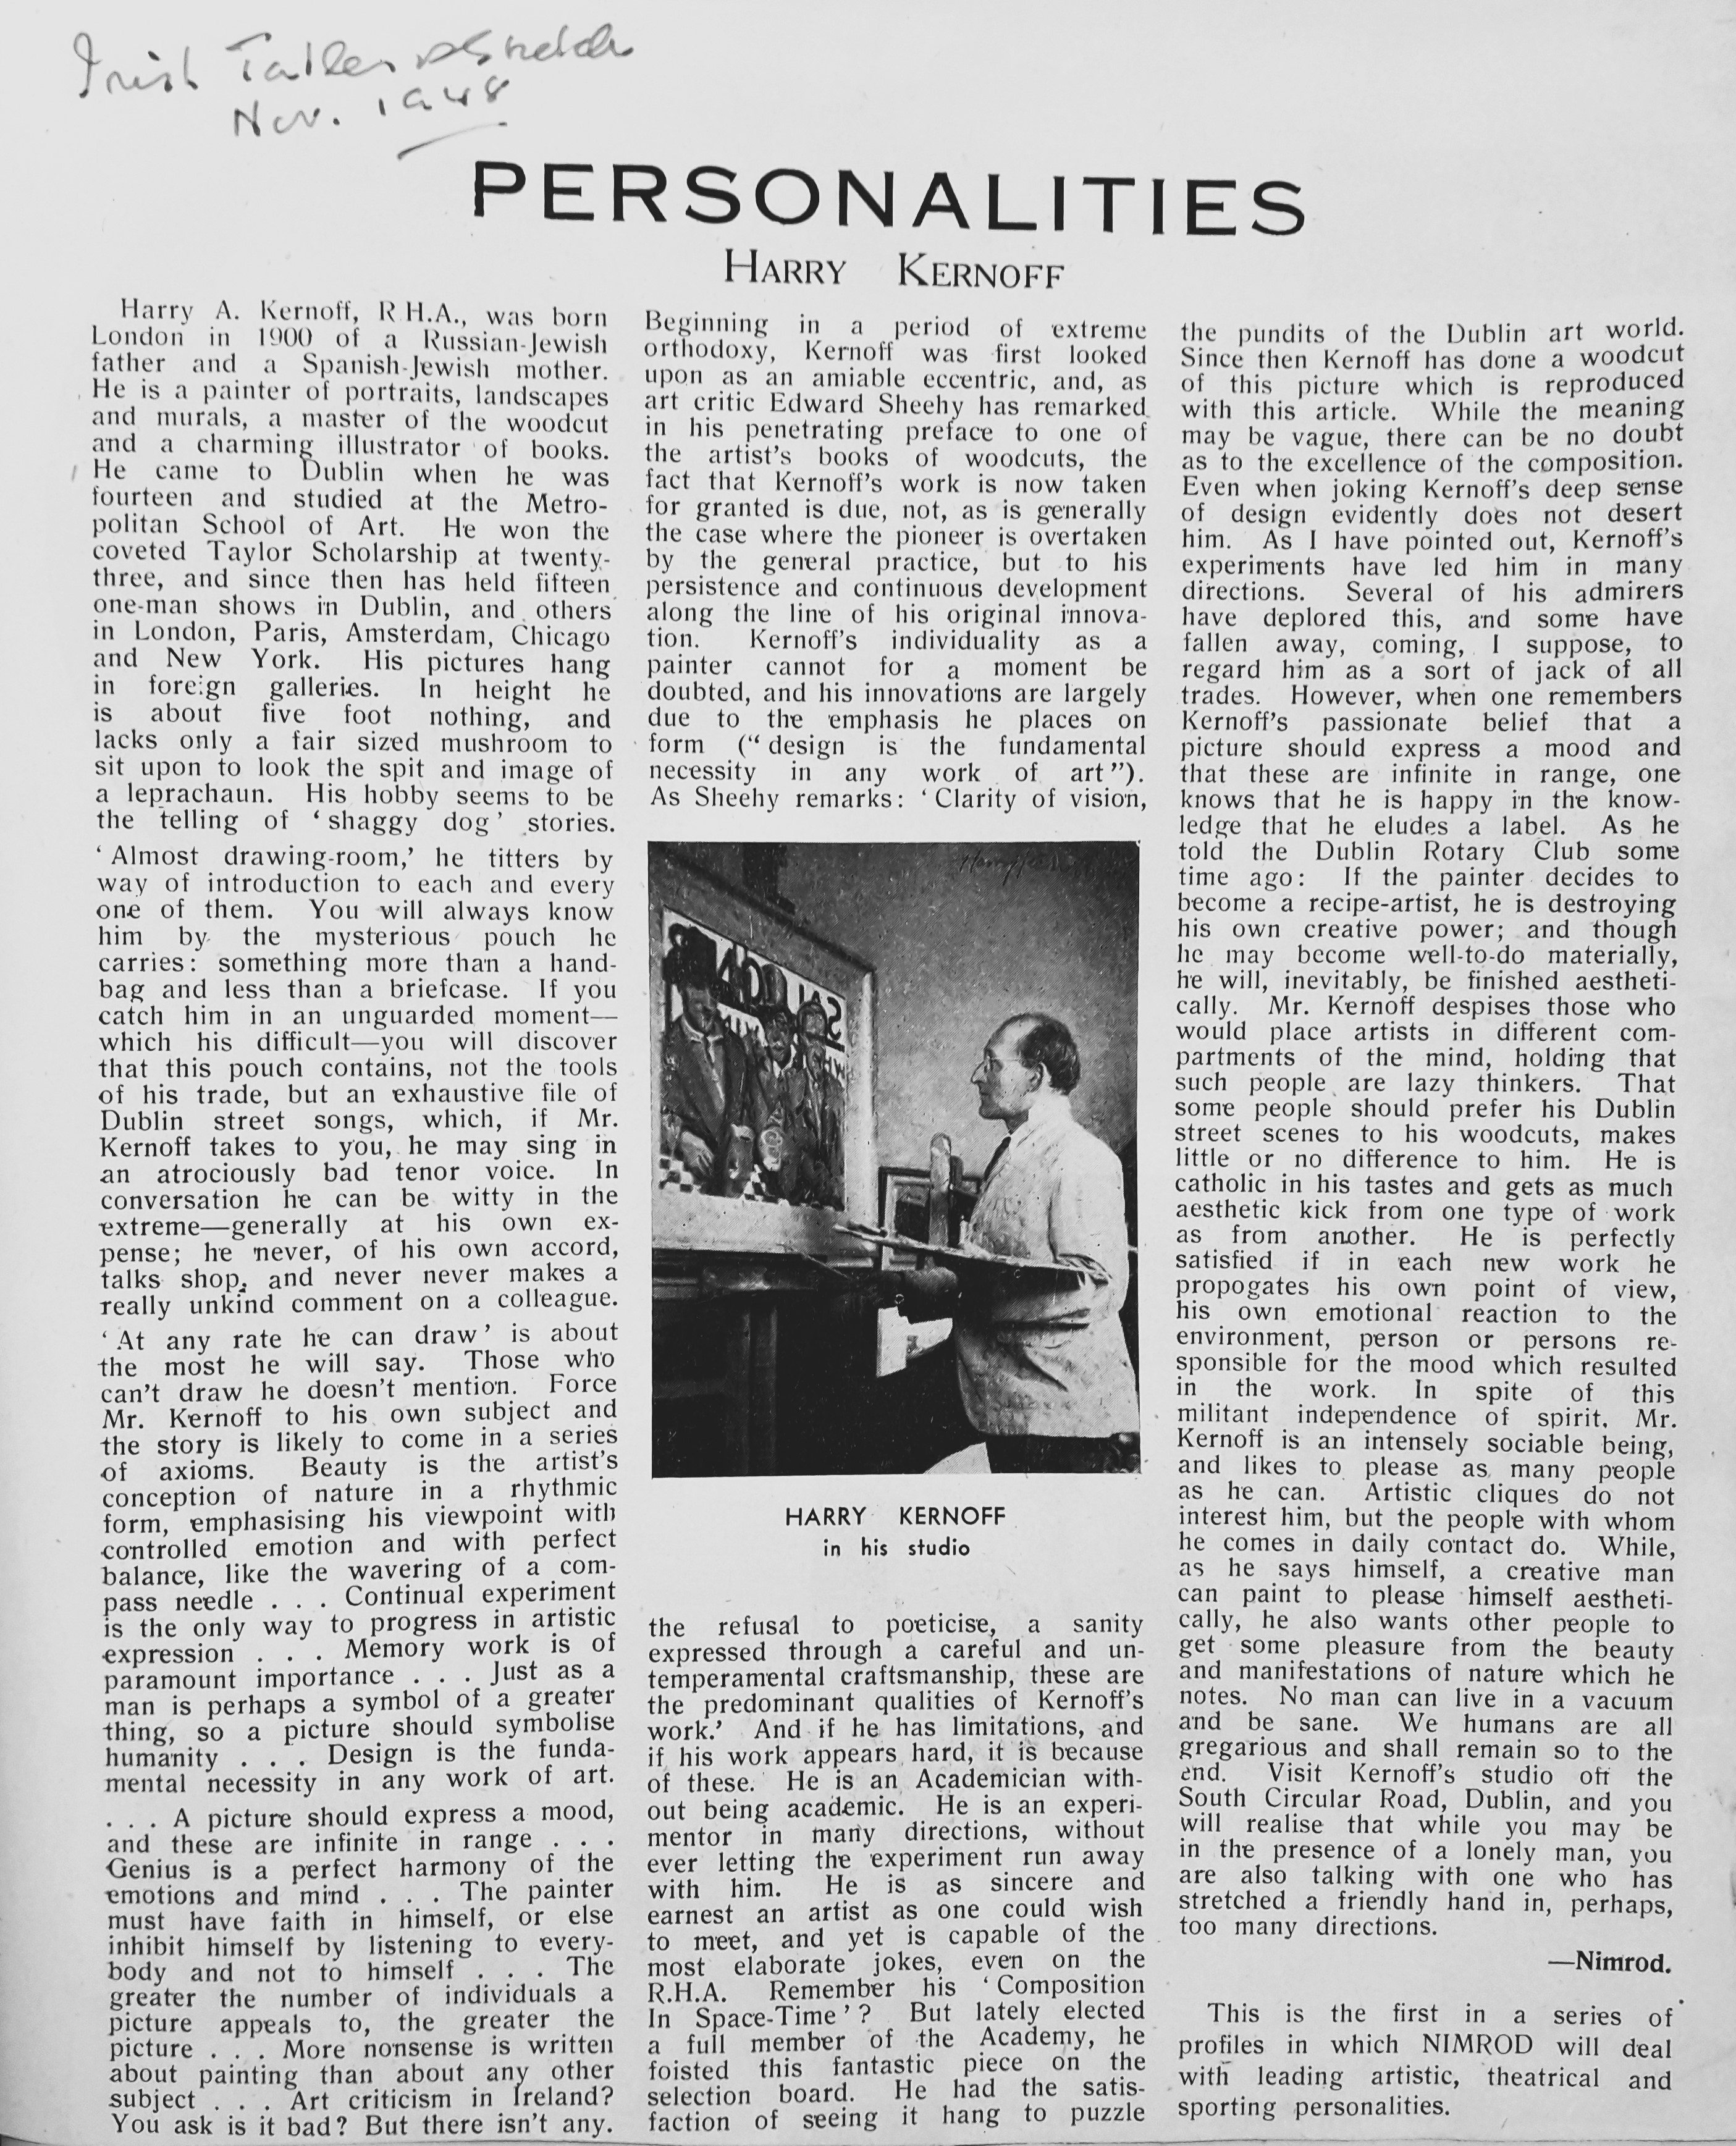 Irish Tatler & Sketch
Nov. 1948
PERSONALITIES
HARRY KERNOFF
Harry A. Kernoff, R.H.A., was born
London in 1900 of a Russian-Jewish
father and a Spanish-Jewish mother.
He is a painter of portraits, landscapes
and murals, a master of the woodcut
and a charming illustrator of books.
He came to Dublin when he was
fourteen and studied at the Metro-
politan School of Art. He won the
coveted Taylor Scholarship at twenty-
three, and since then has held fifteen
one-man shows in Dublin, and others
in London, Paris, Amsterdam, Chicago
and New York. His pictures hang
in foreign galleries. In height he
is about five foot nothing, and
lacks only a fair sized mushroom to
sit upon to look the spit and image of
a leprachaun. His hobby seems to be
the telling of ‘shaggy dog’ stories.
‘Almost drawing-room,’ he titters by
way of introduction to each and every
one of them. You will always know
him by the mysterious pouch he
carries: something more than a hand-
bag and less than a briefcase. If you
catch him in an unguarded moment—
which his difficult—you will discover
that this pouch contains, not the tools
of his trade, but an exhaustive file of
Dublin street songs, which, if Mr.
Kernoff takes to you, he may sing in
an atrociously bad tenor voice. In
conversation he can be witty in the
extreme—generally at his own ex-
pense; he never, of his own accord,
talks shop, and never never makes a
really unkind comment on a colleague.
‘At any rate he can draw’ is about
the most he will say. Those who
can’t draw he doesn’t mention. Force
Mr. Kernoff to his own subject and
the story is likely to come in a series
of axioms. Beauty is the artist’s
conception of nature in a rhythmic
form, emphasising his viewpoint with
controlled emotion and with perfect
balance, like the wavering of a com-
pass needle . . . Continual experiment
is the only way to progress in artistic
expression . . . Memory work is of
paramount importance . . . Just as a
man is perhaps a symbol of a greater
thing, so a picture should symbolise
humanity . . . Design is the funda-
mental necessity in any work of art.
. . . A picture should express a mood,
and these are infinite in range . . .
Genius is a perfect harmony of the
emotions and mind . . . The painter
must have faith in himself, or else
inhibit himself by listening to every-
body and not to himself . . . The
greater the number of individuals a
picture appeals to, the greater the
picture . . . More nonsense is written
about painting than about any other
subject . . . Art criticism in Ireland?
You ask is it bad? But there isn’t any.
Beginning in a period of extreme
orthodoxy, Kernoff was first looked
upon as an amiable eccentric, and, as
art critic Edward Sheehy has remarked
in his penetrating preface to one of
the artist’s books of woodcuts, the
fact that Kernoff’s work is now taken
for granted is due, not, as is generally
the case where the pioneer is overtaken
by the general practice, but to his
persistence and continuous development
along the line of his original innova-
tion. Kernoff’s individuality as a
painter cannot for a moment be
doubted, and his innovations are largely
due to the emphasis he places on
form (“design is the fundamental
necessity in any work of art”).
As Sheehy remarks: ‘Clarity of vision,
HARRY KERNOFF
in his studio
the refusal to poeticise, a sanity
expressed through a careful and un-
temperamental craftsmanship, these are
the predominant qualities of Kernoff’s
work.’ And if he has limitations, and
if his work appears hard, it is because
of these. He is an Academician with-
out being academic. He is an experi-
mentor in many directions, without
ever letting the experiment run away
with him. He is as sincere and
earnest an artist as one could wish
to meet, and yet is capable of the
most elaborate jokes, even on the
R.H.A. Remember his ‘Composition
In Space-Time’? But lately elected
a full member of the Academy, he
foisted this fantastic piece on the
selection board. He had the satis-
faction of seeing it hang to puzzle
the pundits of the Dublin art world.
Since then Kernoff has done a woodcut
of this picture which is reproduced
with this article. While the meaning
may be vague, there can be no doubt
as to the excellence of the composition.
Even when joking Kernoff’s deep sense
of design evidently does not desert
him. As I have pointed out, Kernoff’s
experiments have led him in many
directions. Several of his admirers
have deplored this, and some have
fallen away, coming, I suppose, to
regard him as a sort of jack of all
trades. However, when one remembers
Kernoff’s passionate belief that a
picture should express a mood and
that these are infinite in range, one
knows that he is happy in the know-
ledge that he eludes a label. As he
told the Dublin Rotary Club some
time ago: If the painter decides to
become a recipe-artist, he is destroying
his own creative power; and though
he may become well-to-do materially,
he will, inevitably, be finished aestheti-
cally. Mr. Kernoff despises those who
would place artists in different com-
partments of the mind, holding that
such people are lazy thinkers. That
some people should prefer his Dublin
street scenes to his woodcuts, makes
little or no difference to him. He is
catholic in his tastes and gets as much
aesthetic kick from one type of work
as from another. He is perfectly
satisfied if in each new work he
propogates his own point of view,
his own emotional reaction to the
environment, person or persons re-
sponsible for the mood which resulted
in the work. In spite of this
militant independence of spirit, Mr.
Kernoff is an intensely sociable being,
and likes to please as many people
as he can. Artistic cliques do not
interest him, but the people with whom
he comes in daily contact do. While,
as he says himself, a creative man
can paint to please himself aestheti-
cally, he also wants other people to
get some pleasure from the beauty
and manifestations of nature which he
notes. No man can live in a vacuum
and be sane. We humans are all
gregarious and shall remain so to the
end. Visit Kernoff’s studio off the
South Circular Road, Dublin, and you
will realise that while you may be
in the presence of a lonely man, you
are also talking with one who has
stretched a friendly hand in, perhaps,
too many directions.
—Nimrod.
This is the first in a series of
profiles in which NIMROD will deal
with leading artistic, theatrical and
sporting personalities.